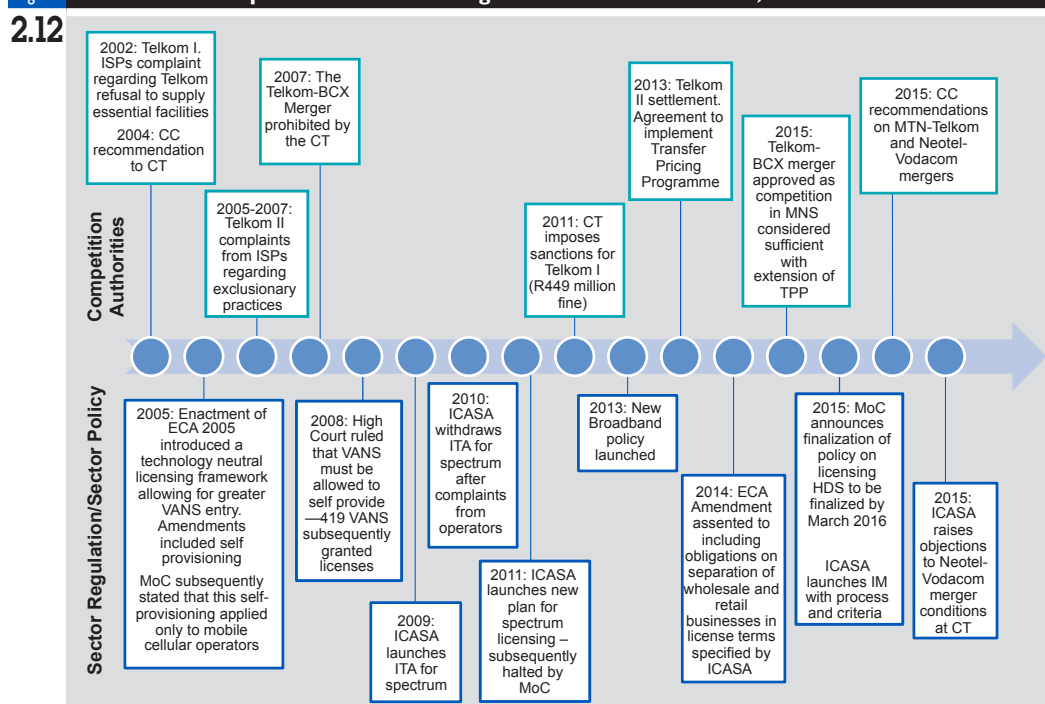 2.12
2002: Telkom I.
ISPs complaint
regarding Telkom
refusal to supply
essential facilities
2004: CC
recommendation
to CT
2005-2007:
Telkom II
complaints
from ISPs
regarding
exclusionary
practices
2007: The
Telkom-BCX
Merger
prohibited by
the CT
2011: CT
imposes
sanctions for
Telkom I
(R449 million
fine)
2013: Telkom
II settlement.
Agreement to
implement
Transfer
Pricing
Programme
2015:
Telkom-
BCX merger
approved as
competition
in MNS
considered
sufficient
with
extension of
TPP
2015: CC
recommendations
on MTN-Telkom
and Neotel-
Vodacom
mergers
Competition
Authorities
Sector Regulation/Sector Policy
2005: Enactment of
ECA 2005
introduced a
technology neutral
licensing framework
allowing for greater
VANS entry.
Amendments
included self
provisioning
MoC subsequently
stated that this self-
provisioning applied
only to mobile
cellular operators
2008: High
Court ruled
that VANS
must be
allowed to
self provide
—419 VANS
subsequently
granted
licenses
2009:
ICASA
launches
ITA for
spectrum
2010:
ICASA
withdraws
ITA for
spectrum
after
complaints
from
operators
2011: ICASA
launches new
plan for
spectrum
licensing –
subsequently
halted by
MoC
2013: New
Broadband
policy
launched
2014: ECA
Amendment
assented to
including
obligations on
separation of
wholesale and
retail
businesses in
license terms
specified by
ICASA
2015: MoC
announces
finalization of
policy on
licensing
HDS to be
finalized by
March 2016
ICASA
launches IM
with process
and criteria
2015: ICASA
raises
objections to
Neotel-
Vodacom
merger
conditions
at CT